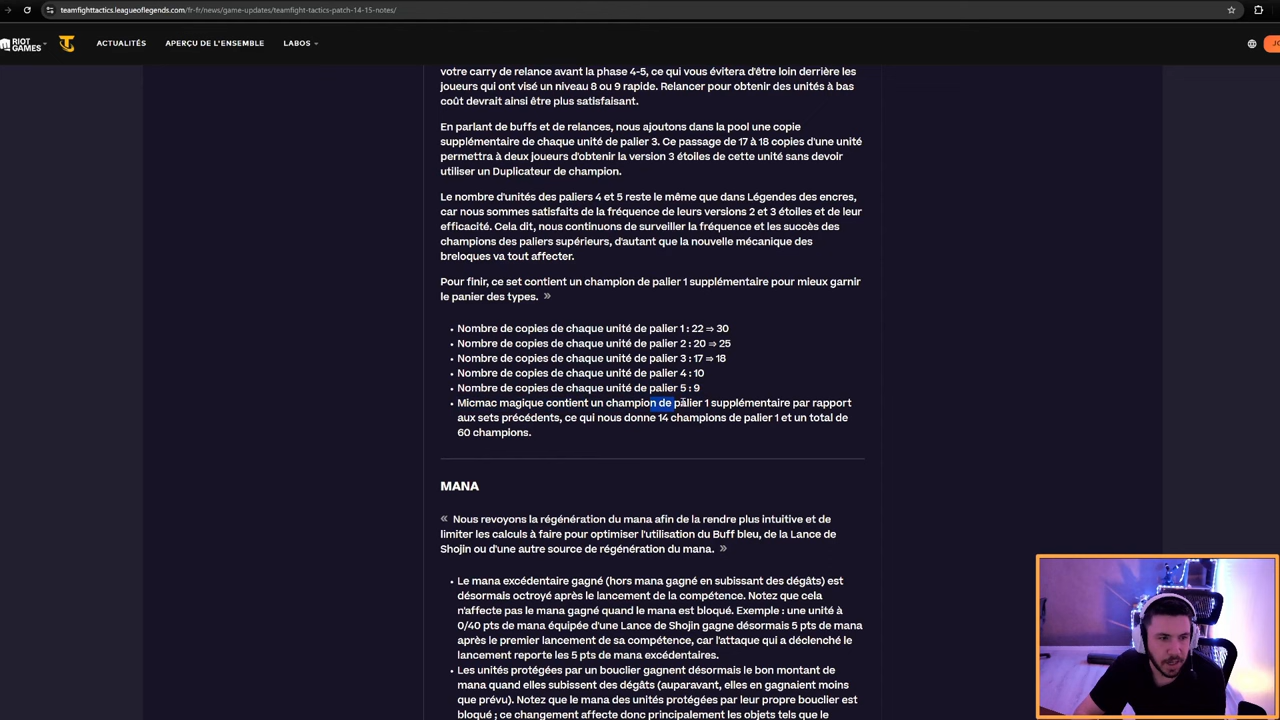 teamfighttactics.leagueoflegends.com/fr-fr/news/game-updates/teamfight-tactics-patch-14-15-notes/
RIOT GAMES
ACTUALITÉS
APERÇU DE L'ENSEMBLE
LABOS
votre carry de relance avant la phase 4-5, ce qui vous évitera d'être loin derrière les
joueurs qui ont visé un niveau 8 ou 9 rapide. Relancer pour obtenir des unités à bas
coût devrait ainsi être plus satisfaisant.
En parlant de buffs et de relances, nous ajoutons dans la pool une copie
supplémentaire de chaque unité de palier 3. Ce passage de 17 à 18 copies d'une unité
permettra à deux joueurs d'obtenir la version 3 étoiles de cette unité sans devoir
utiliser un Duplicateur de champion.
Le nombre d'unités des paliers 4 et 5 reste le même que dans Légendes des encres,
car nous sommes satisfaits de la fréquence de leurs versions 2 et 3 étoiles et de leur
efficacité. Cela dit, nous continuons de surveiller la fréquence et les succès des
champions des paliers supérieurs, d'autant que la nouvelle mécanique des
breloques va tout affecter.
Pour finir, ce set contient un champion de palier 1 supplémentaire pour mieux garnir
le panier des types. »
• Nombre de copies de chaque unité de palier 1 : 22 ⇒ 30
• Nombre de copies de chaque unité de palier 2 : 20 ⇒ 25
• Nombre de copies de chaque unité de palier 3 : 17 ⇒ 18
• Nombre de copies de chaque unité de palier 4 : 10
• Nombre de copies de chaque unité de palier 5 : 9
• Micmac magique contient un champion de palier 1 supplémentaire par rapport
aux sets précédents, ce qui nous donne 14 champions de palier 1 et un total de
60 champions.
MANA
« Nous revoyons la régénération du mana afin de la rendre plus intuitive et de
limiter les calculs à faire pour optimiser l'utilisation du Buff bleu, de la Lance de
Shojin ou d'une autre source de régénération du mana. »
• Le mana excédentaire gagné (hors mana gagné en subissant des dégâts) est
désormais octroyé après le lancement de la compétence. Notez que cela
n'affecte pas le mana gagné quand le mana est bloqué. Exemple : une unité à
0/40 pts de mana équipée d'une Lance de Shojin gagne désormais 5 pts de mana
après le premier lancement de sa compétence, car l'attaque qui a déclenché le
lancement reporte les 5 pts de mana excédentaires.
• Les unités protégées par un bouclier gagnent désormais le bon montant de
mana quand elles subissent des dégâts (auparavant, elles en gagnaient moins
que prévu). Notez que le mana des unités protégées par leur propre bouclier est
bloqué ; ce changement affecte donc principalement les objets tels que le